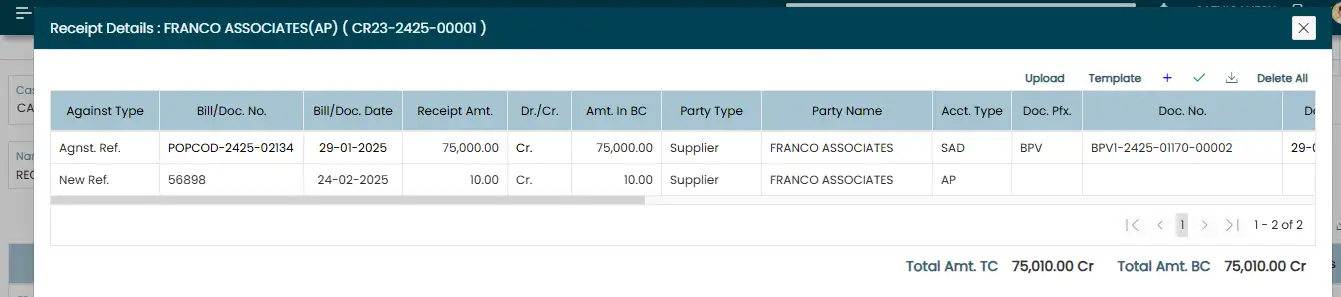 Receipt Details : FRANCO ASSOCIATES(AP) ( CR23-2425-00001 )
Upload Template + Delete All
Against Type Bill/Doc. No. Bill/Doc. Date Receipt Amt. Dr./Cr. Amt. In BC Party Type Party Name Acct. Type Doc. Pfx. Doc. No.
Agnst. Ref. POPCOD-2425-02134 29-01-2025 75,000.00 Cr. 75,000.00 Supplier FRANCO ASSOCIATES SAD BPV BPV1-2425-01170-00002
New Ref. 56898 24-02-2025 10.00 Cr. 10.00 Supplier FRANCO ASSOCIATES AP
1 1 - 2 of 2
Total Amt. TC 75,010.00 Cr Total Amt. BC 75,010.00 Cr